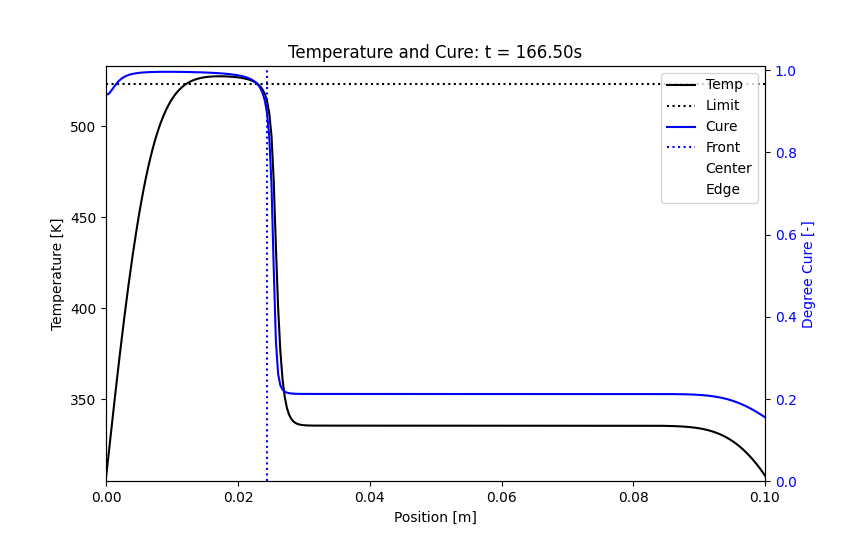 Temperature and Cure: t = 166.50s
Temperature [K]
500
450
400
350
Temp
Limit
Cure
Front
Center
Edge
1.0
0.8
0.6
0.4
0.2
0.0
Degree Cure [-]
0.00
0.02
0.04
0.06
0.08
0.10
Position [m]